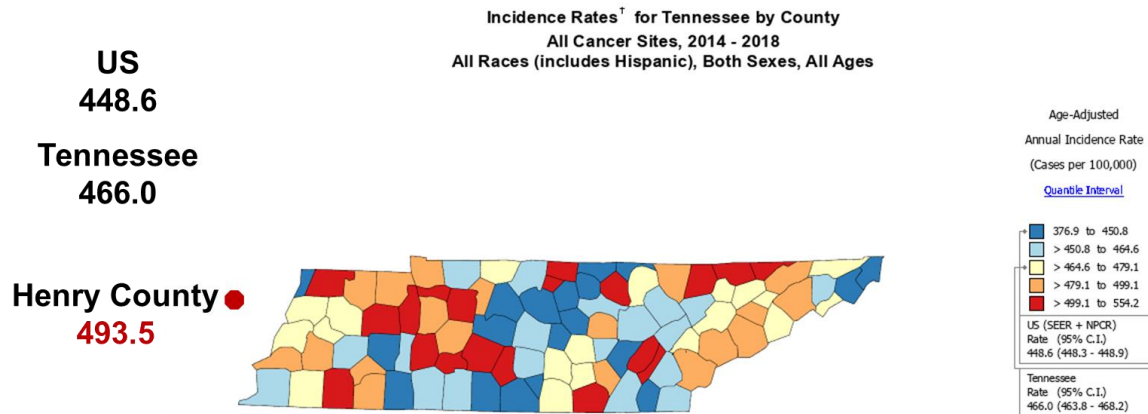 Incidence Rates† for Tennessee by County
All Cancer Sites, 2014 - 2018
All Races (includes Hispanic), Both Sexes, All Ages
US
448.6
Tennessee
466.0
Henry County
493.5
Age-Adjusted
Annual Incidence Rate
(Cases per 100,000)
Quantile Interval
376.9 to 450.8
> 450.8 to 464.6
> 464.6 to 479.1
> 479.1 to 499.1
> 499.1 to 554.2
US (SEER + NPCR)
Rate (95% C.I.)
448.6 (448.3 - 448.9)
Tennessee
Rate (95% C.I.)
466.0 (463.8 - 468.2)